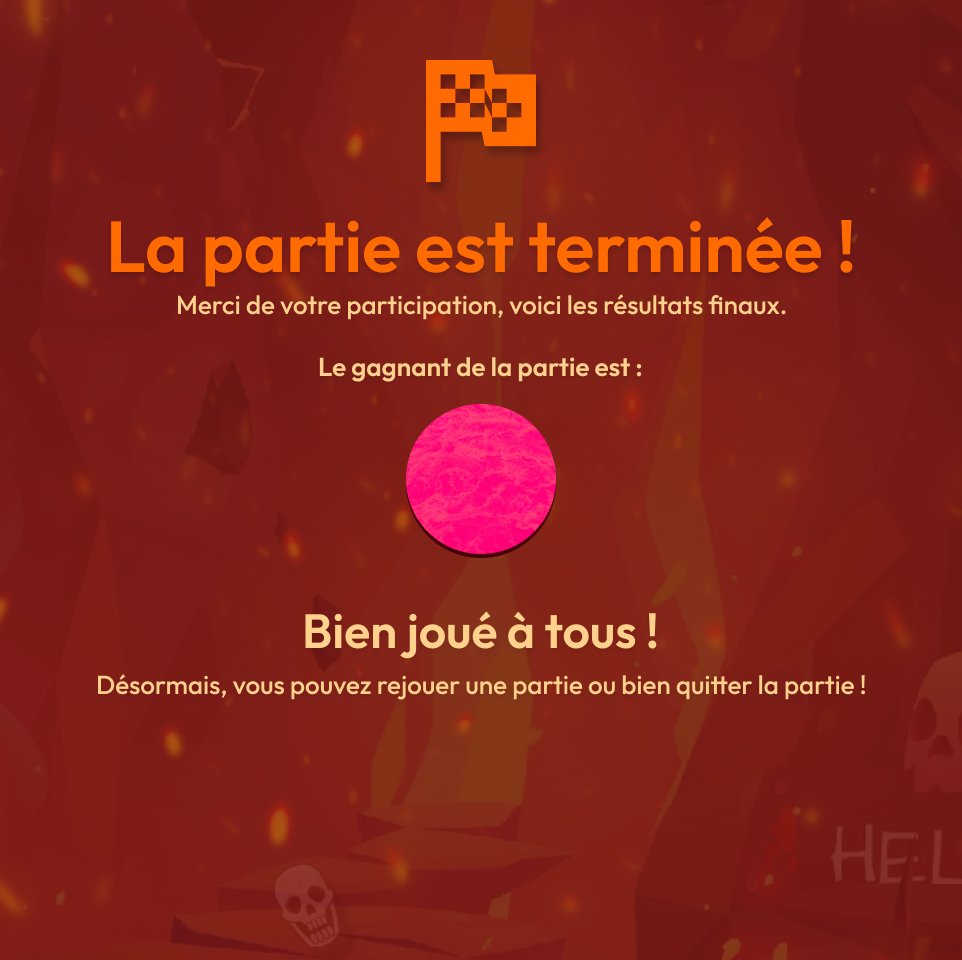 La partie est terminée !
Merci de votre participation, voici les résultats finaux.
Le gagnant de la partie est :
Bien joué à tous !
Désormais, vous pouvez rejouer une partie ou bien quitter la partie !
HEL